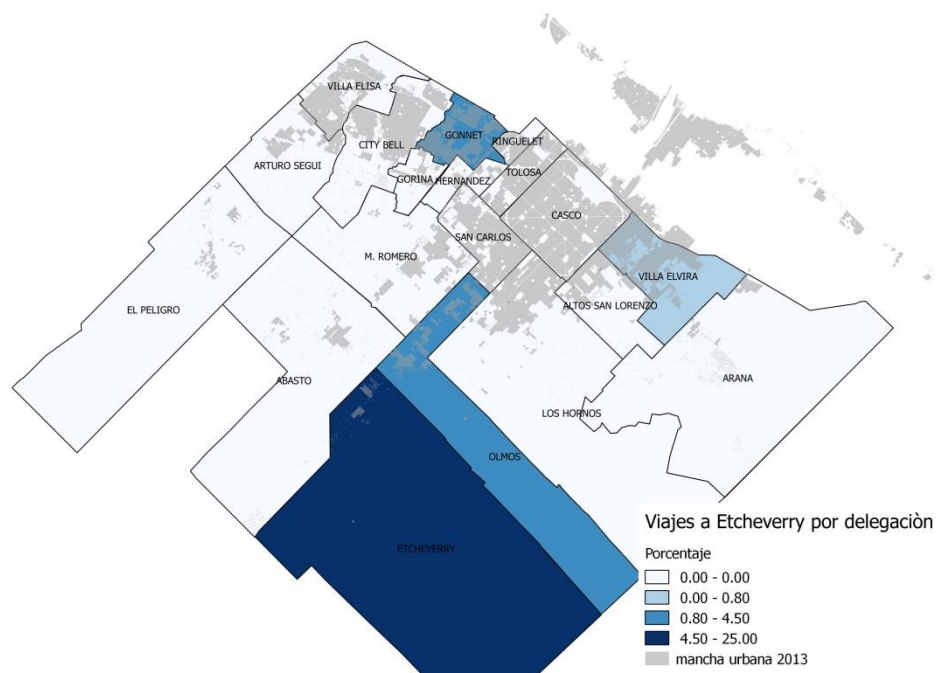 VILLA ELISA
GONNET
RINGUELET
CITY BELL
ARTURO SEGUI
GORINA
HERNANDEZ
TOLOSA
CASCO
SAN CARLOS
M. ROMERO
VILLA ELVIRA
ALTOS SAN LORENZO
EL PELIGRO
ABASTO
ARANA
LOS HORNOS
OLMOS
ETCHEVERRY
Viajes a Etcheverry por delegaciòn
Porcentaje
0.00 - 0.00
0.00 - 0.80
0.80 - 4.50
4.50 - 25.00
mancha urbana 2013